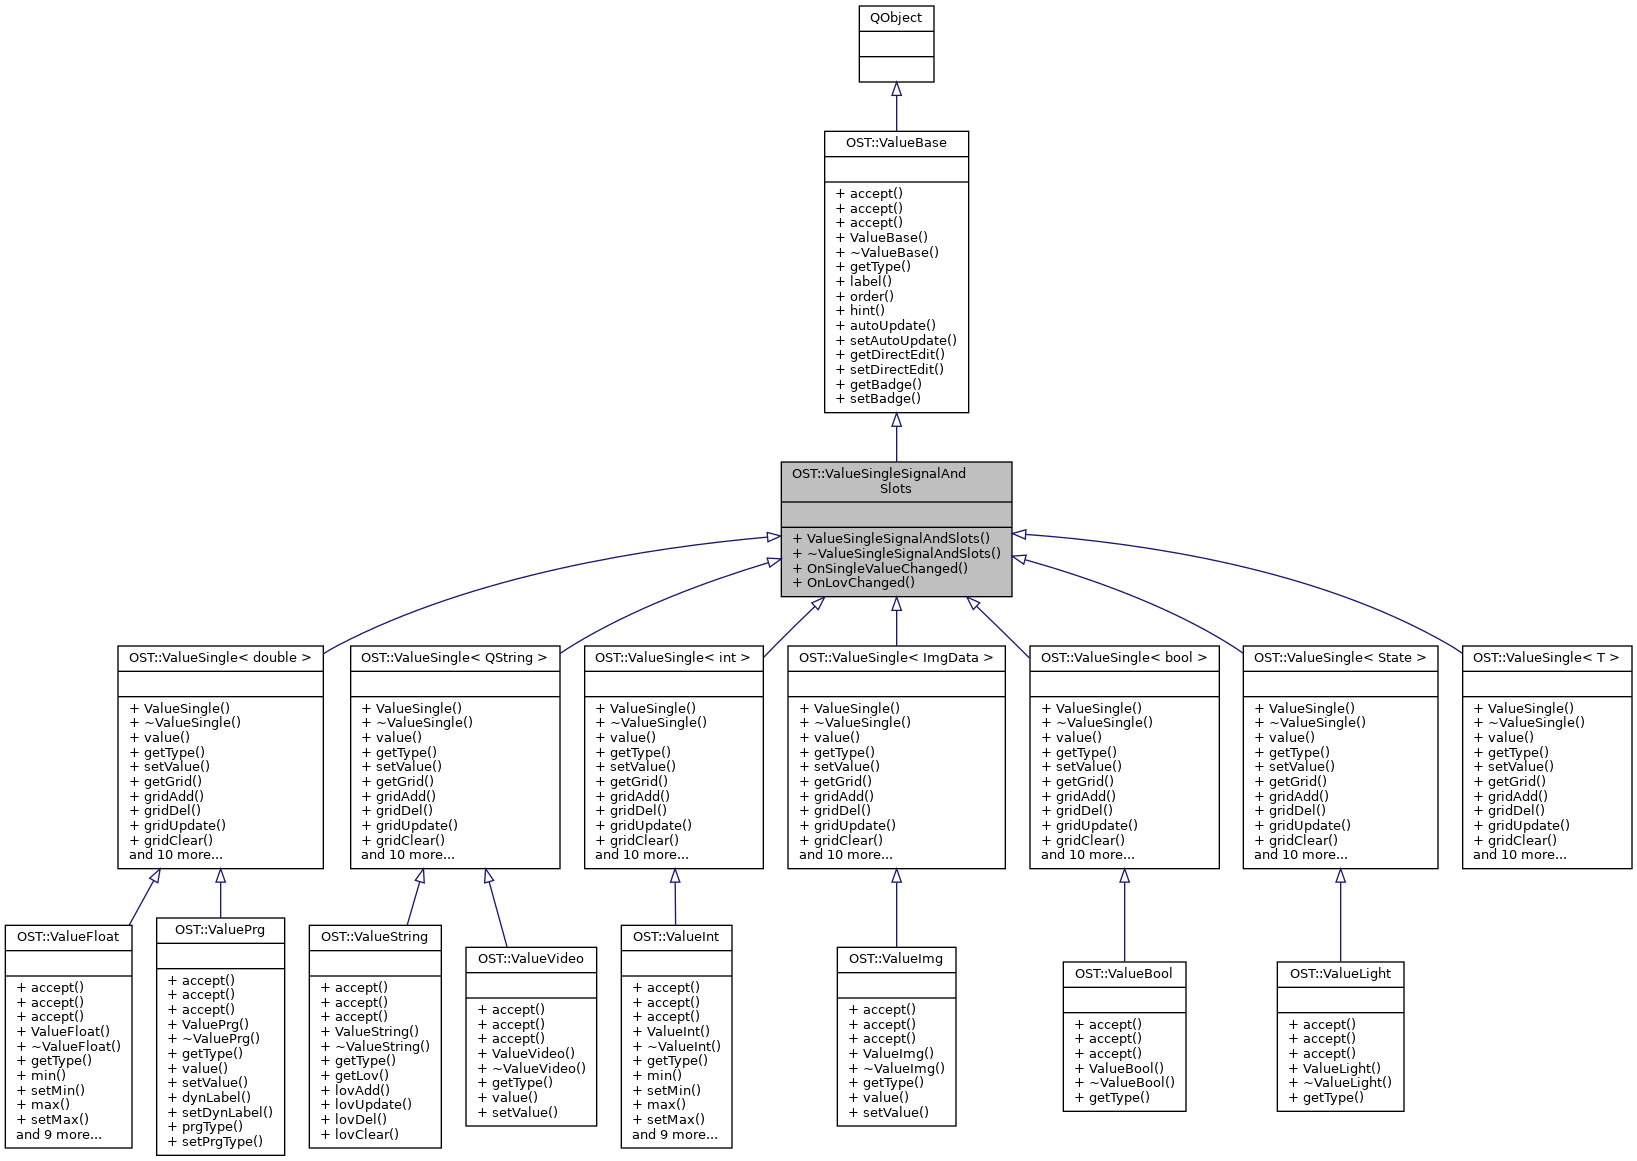 QObject
OST::ValueBase
+ accept()
+ accept()
+ accept()
+ ValueBase()
+ ~ValueBase()
+ getType()
+ label()
+ order()
+ hint()
+ autoUpdate()
+ setAutoUpdate()
+ getDirectEdit()
+ setDirectEdit()
+ getBadge()
+ setBadge()
OST::ValueSingleSignalAnd
Slots
+ ValueSingleSignalAndSlots()
+ ~ValueSingleSignalAndSlots()
+ OnSingleValueChanged()
+ OnLovChanged()
OST::ValueSingle< double >
+ ValueSingle()
+ ~ValueSingle()
+ value()
+ getType()
+ setValue()
+ getGrid()
+ gridAdd()
+ gridDel()
+ gridUpdate()
+ gridClear()
and 10 more...
OST::ValueSingle< QString >
+ ValueSingle()
+ ~ValueSingle()
+ value()
+ getType()
+ setValue()
+ getGrid()
+ gridAdd()
+ gridDel()
+ gridUpdate()
+ gridClear()
and 10 more...
OST::ValueSingle< int >
+ ValueSingle()
+ ~ValueSingle()
+ value()
+ getType()
+ setValue()
+ getGrid()
+ gridAdd()
+ gridDel()
+ gridUpdate()
+ gridClear()
and 10 more...
OST::ValueSingle< ImgData >
+ ValueSingle()
+ ~ValueSingle()
+ value()
+ getType()
+ setValue()
+ getGrid()
+ gridAdd()
+ gridDel()
+ gridUpdate()
+ gridClear()
and 10 more...
OST::ValueSingle< bool >
+ ValueSingle()
+ ~ValueSingle()
+ value()
+ getType()
+ setValue()
+ getGrid()
+ gridAdd()
+ gridDel()
+ gridUpdate()
+ gridClear()
and 10 more...
OST::ValueSingle< State >
+ ValueSingle()
+ ~ValueSingle()
+ value()
+ getType()
+ setValue()
+ getGrid()
+ gridAdd()
+ gridDel()
+ gridUpdate()
+ gridClear()
and 10 more...
OST::ValueSingle< T >
+ ValueSingle()
+ ~ValueSingle()
+ value()
+ getType()
+ setValue()
+ getGrid()
+ gridAdd()
+ gridDel()
+ gridUpdate()
+ gridClear()
and 10 more...
OST::ValueFloat
+ accept()
+ accept()
+ accept()
+ ValueFloat()
+ ~ValueFloat()
+ getType()
+ min()
+ setMin()
+ max()
+ setMax()
and 9 more...
OST::ValuePrg
+ accept()
+ accept()
+ accept()
+ ValuePrg()
+ ~ValuePrg()
+ getType()
+ value()
+ setValue()
+ dynLabel()
+ setDynLabel()
+ prgType()
+ setPrgType()
OST::ValueString
+ accept()
+ accept()
+ accept()
+ ValueString()
+ ~ValueString()
+ getType()
+ getLov()
+ lovAdd()
+ lovUpdate()
+ lovDel()
+ lovClear()
OST::ValueVideo
+ accept()
+ accept()
+ accept()
+ ValueVideo()
+ ~ValueVideo()
+ getType()
+ value()
+ setValue()
OST::ValueInt
+ accept()
+ accept()
+ accept()
+ ValueInt()
+ ~ValueInt()
+ getType()
+ min()
+ setMin()
+ max()
+ setMax()
and 9 more...
OST::ValueImg
+ accept()
+ accept()
+ accept()
+ ValueImg()
+ ~ValueImg()
+ getType()
+ value()
+ setValue()
OST::ValueBool
+ accept()
+ accept()
+ accept()
+ ValueBool()
+ ~ValueBool()
+ getType()
OST::ValueLight
+ accept()
+ accept()
+ accept()
+ ValueLight()
+ ~ValueLight()
+ getType()